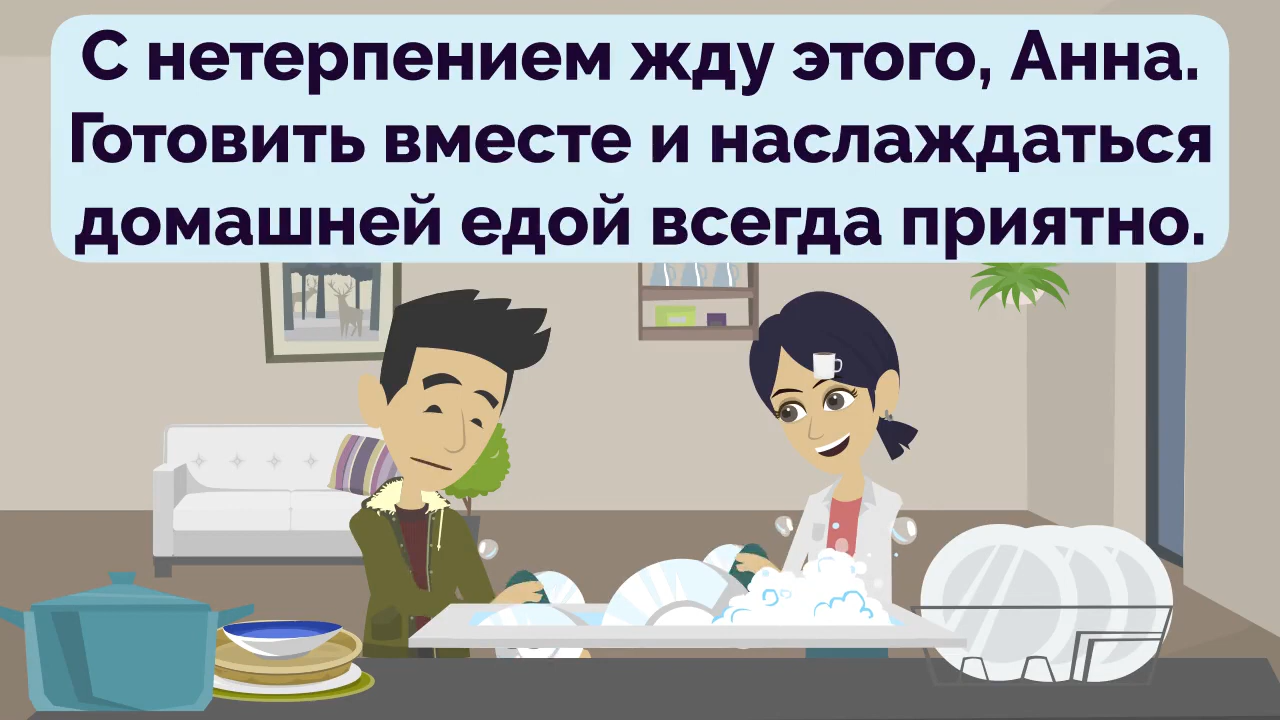 С нетерпением жду этого, Анна.
Готовить вместе и наслаждаться
домашней едой всегда приятно.